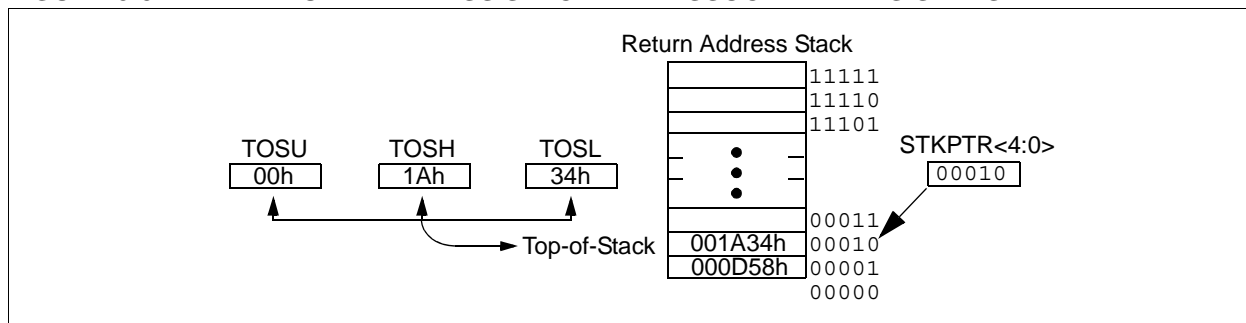 Return Address Stack
11111
11110
11101
TOSU TOSH TOSL STKPTR<4:0>
00h 1Ah 34h 00010
00011
Top-of-Stack 001A34h 00010
000D58h 00001
00000